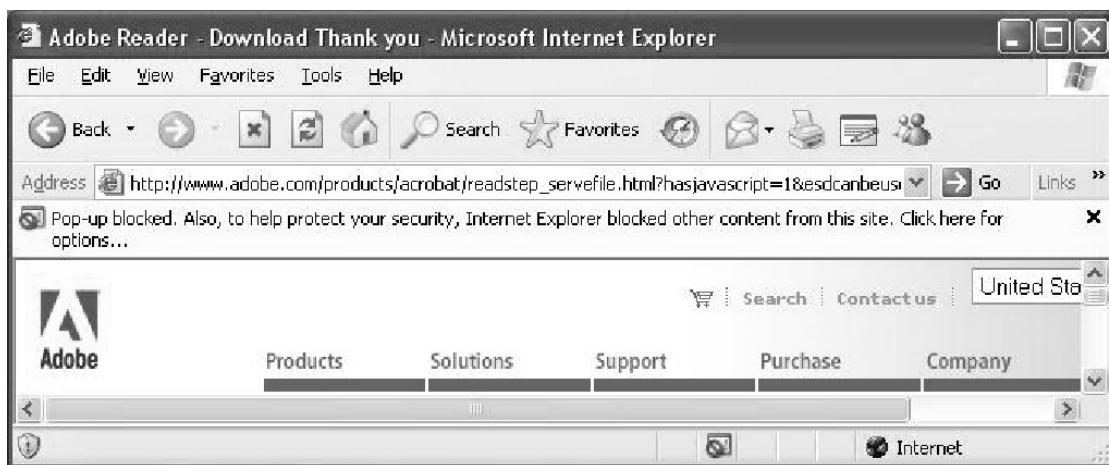 Adobe Reader - Download Thank you - Microsoft Internet Explorer
File Edit View Favorites Tools Help
Back Search Favorites
Address http://www.adobe.com/products/acrobat/readstep_servefile.html?hasjavascript=1&esdcanbeus Go Links »
Pop-up blocked. Also, to help protect your security, Internet Explorer blocked other content from this site. Click here for
options...
Search Contact us United Sta
Adobe Products Solutions Support Purchase Company
Internet